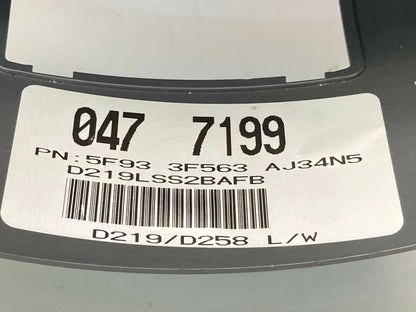 047 7199
PN:5F93 3F563 AJ34N5
D219LSS2BAFB
D219/D258 L/W